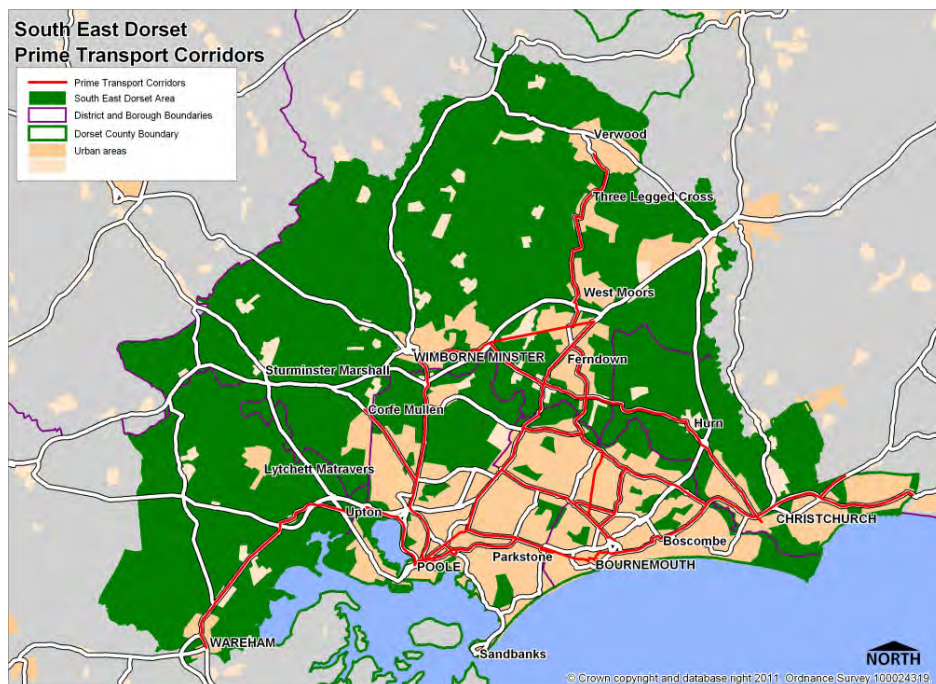 South East Dorset
Prime Transport Corridors
Prime Transport Corridors
South East Dorset Area
District and Borough Boundaries
Dorset County Boundary
Urban areas
Verwood
Three Legged Cross
West Moors
WIMBORNE MINSTER
Ferndown
Sturminster Marshall
Corfe Mullen
Hurn
Lytchett Matravers
Upton
CHRISTCHURCH
Boscombe
Parkstone
POOLE
BOURNEMOUTH
WAREHAM
Sandbanks
NORTH
© Crown copyright and database right 2011. Ordnance Survey 100024319.